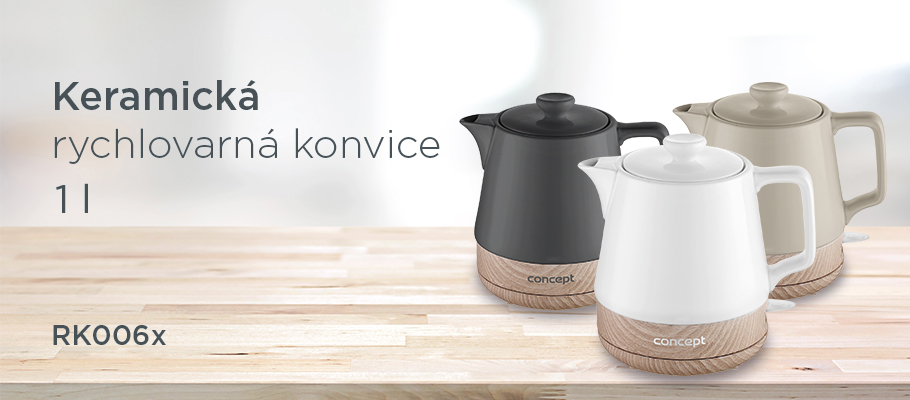 Keramická
rychlovarná konvice
1 l
RK006x
concept
concept